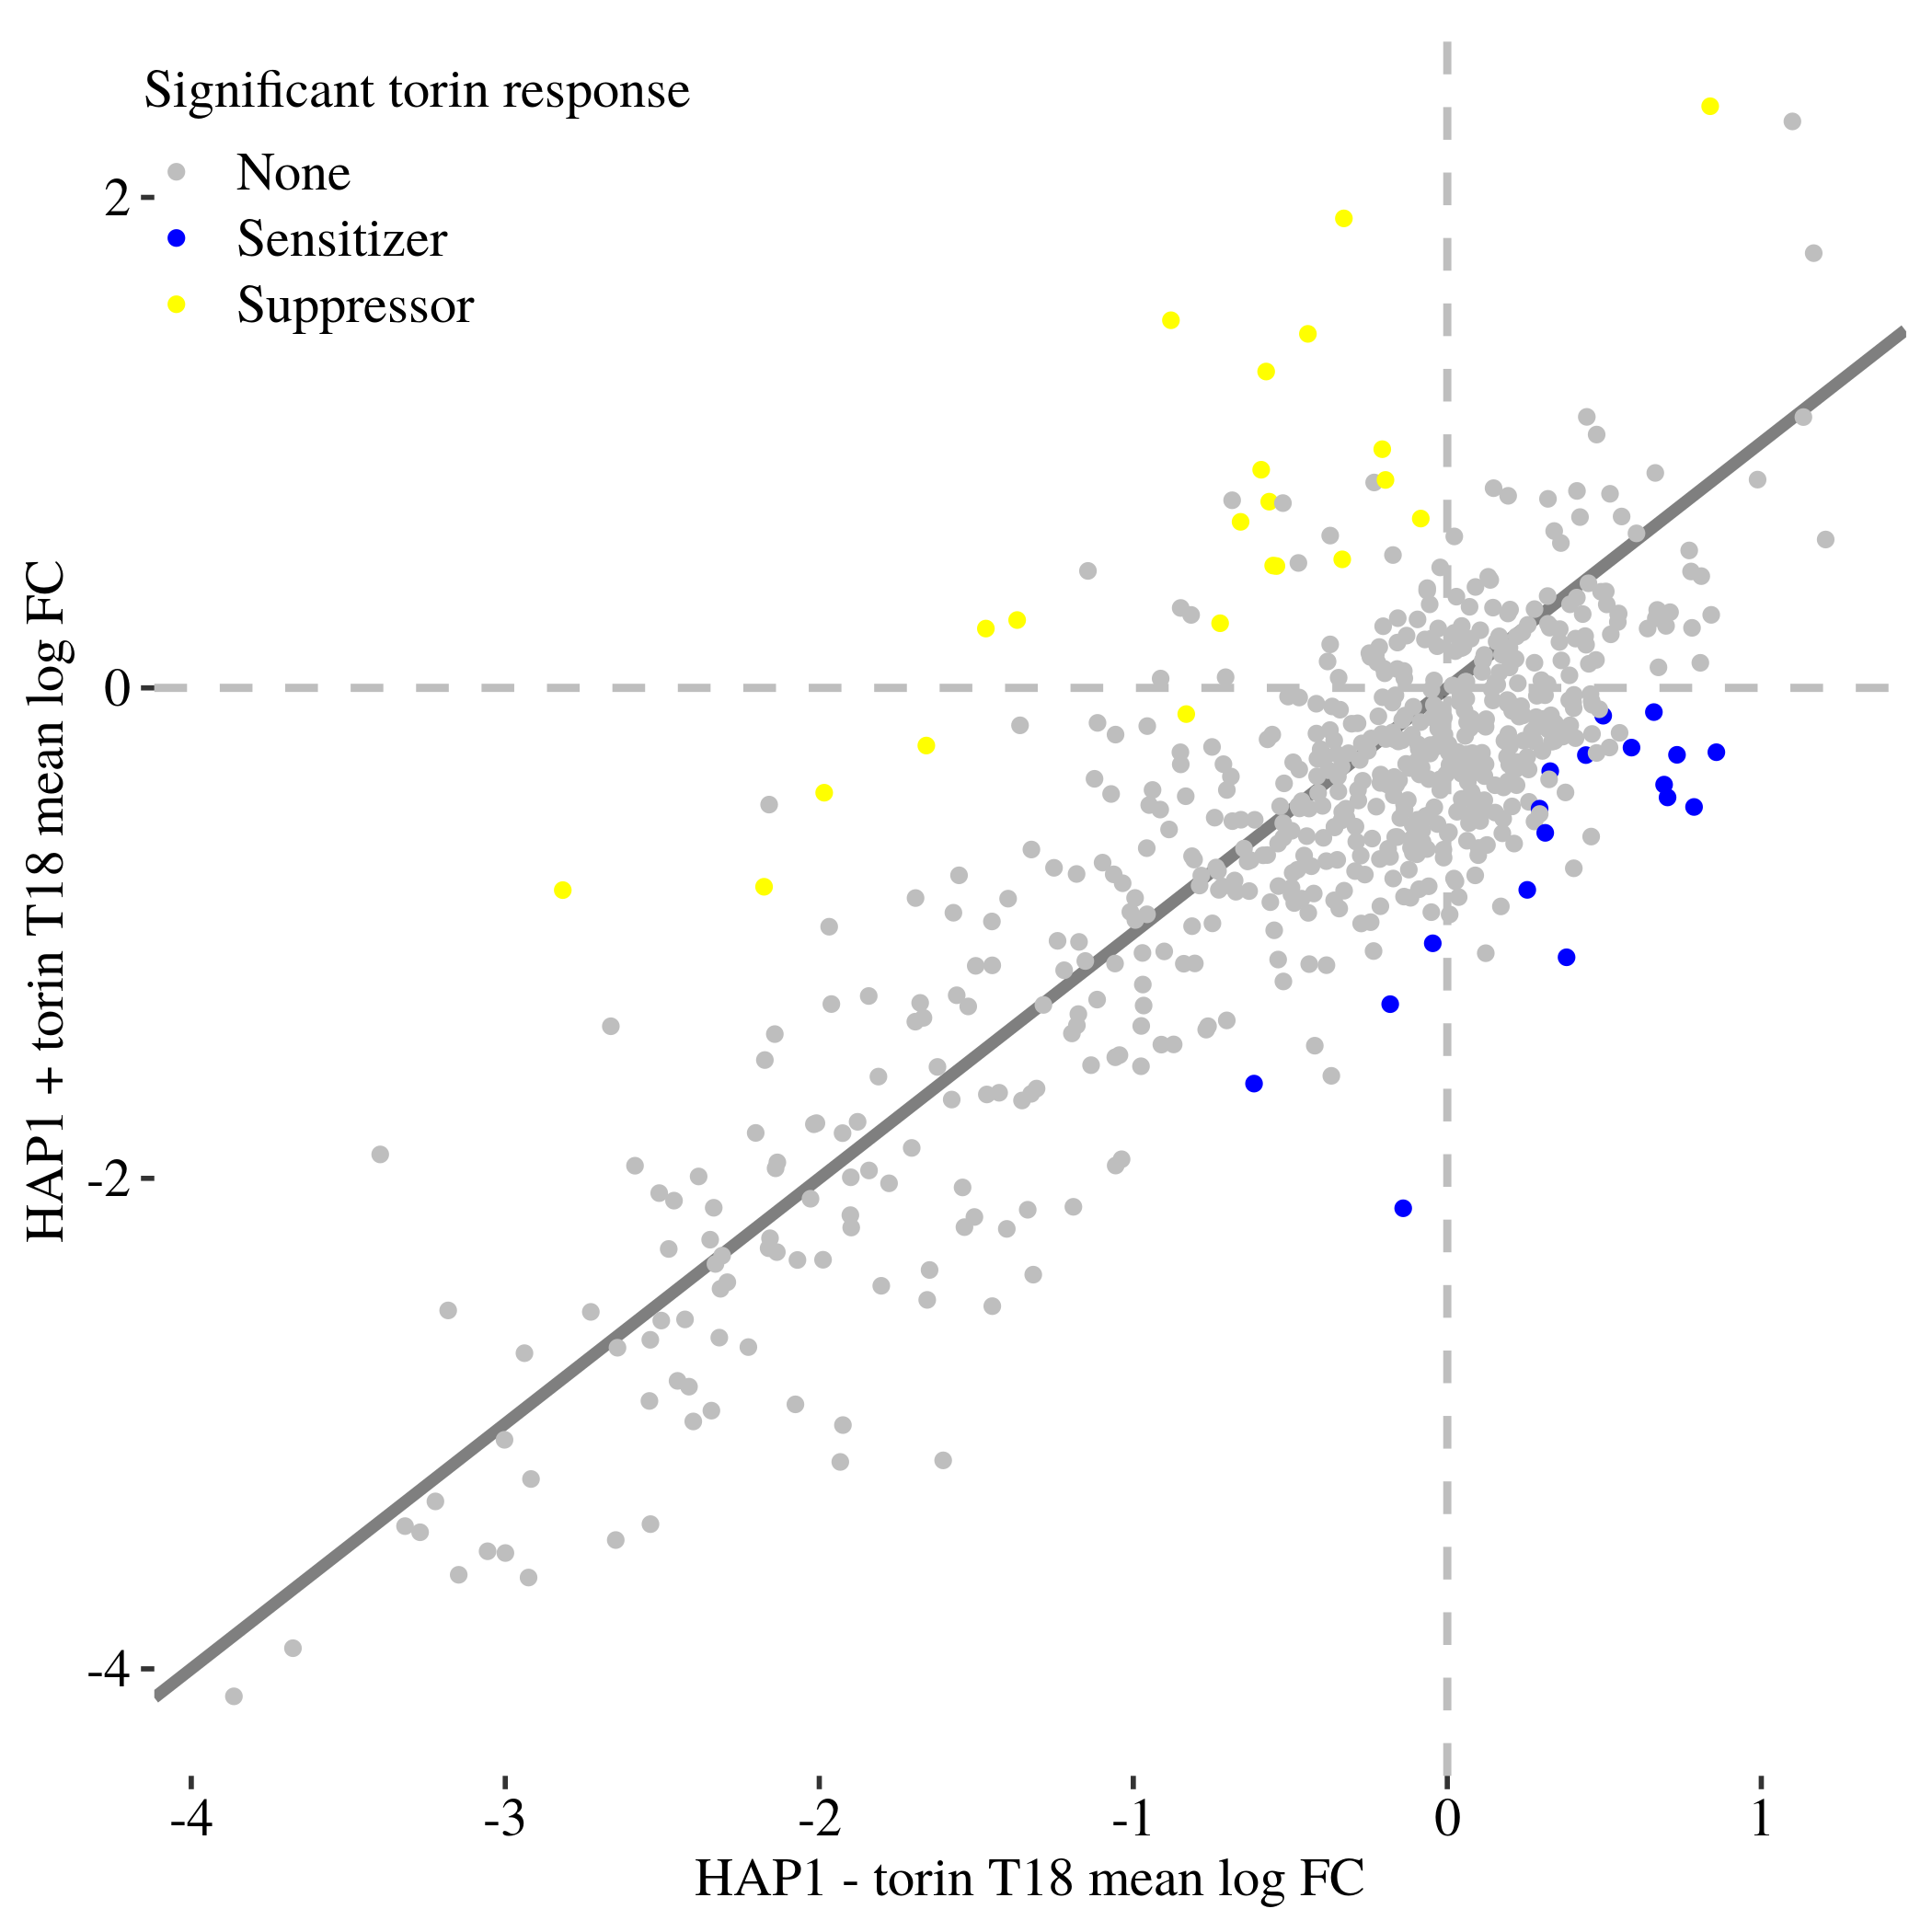 Significant torin response
None
Sensitizer
Suppressor
2
0
-2
-4
HAP1 + torin T18 mean log FC
-4 -3 -2 -1 0 1
HAP1 - torin T18 mean log FC